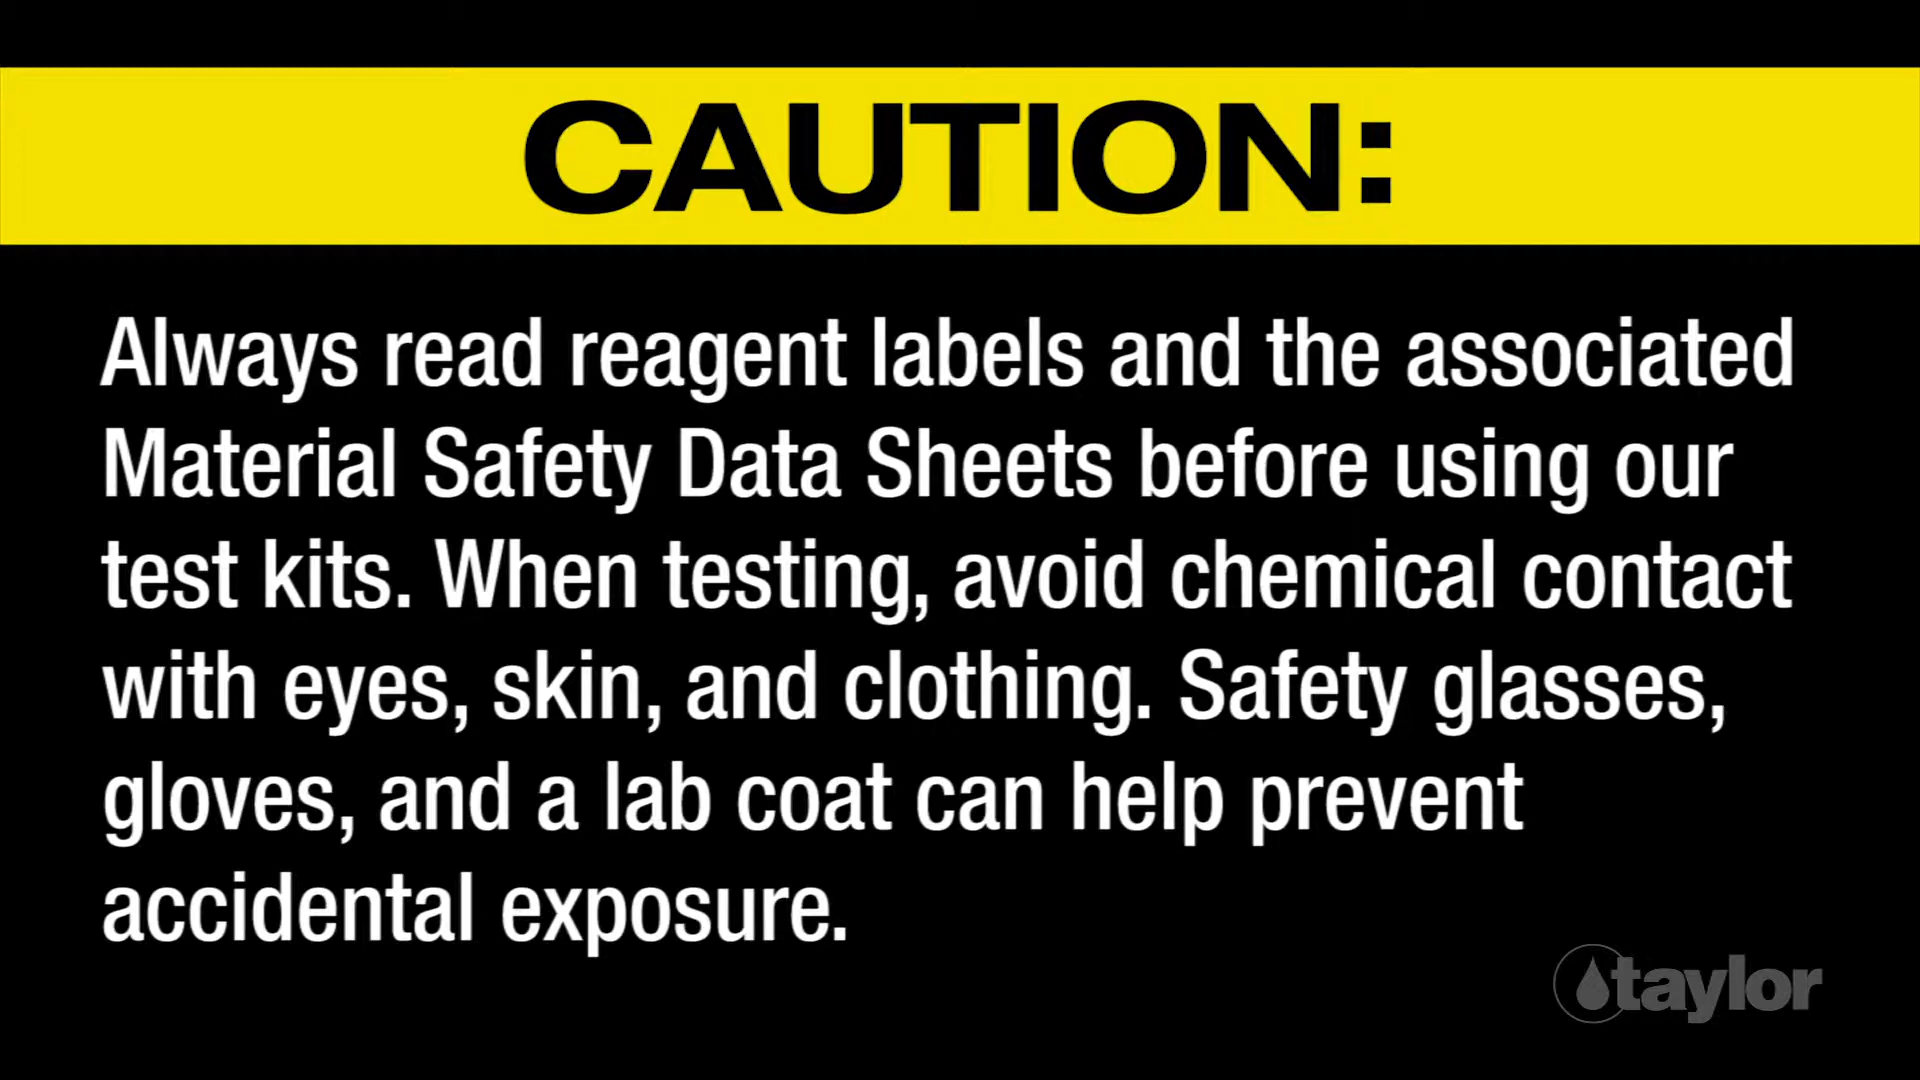 CAUTION:
Always read reagent labels and the associated
Material Safety Data Sheets before using our
test kits. When testing, avoid chemical contact
with eyes, skin, and clothing. Safety glasses,
gloves, and a lab coat can help prevent
accidental exposure.
taylor